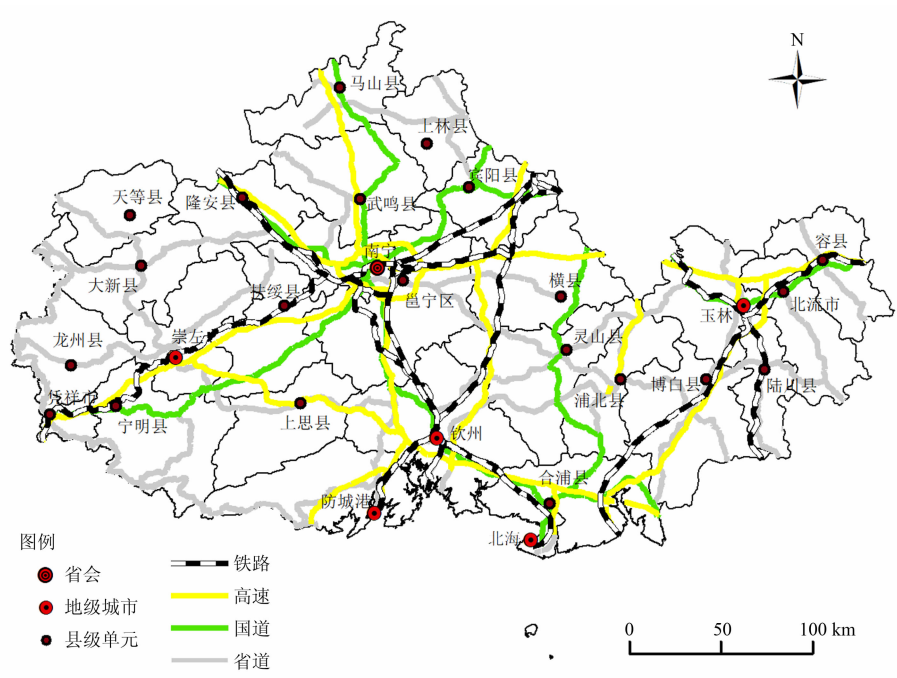 N
马山县
上林县
宾阳县
天等县
隆安县
武鸣县
南宁
容县
大新县
扶绥县
邕宁区
横县
北流市
玉林
龙州县
崇左
灵山县
博白县
陆川县
凭祥市
宁明县
上思县
浦北县
钦州
合浦县
防城港
北海
图例
省会
地级城市
县级单元
铁路
高速
国道
省道
0 50 100 km